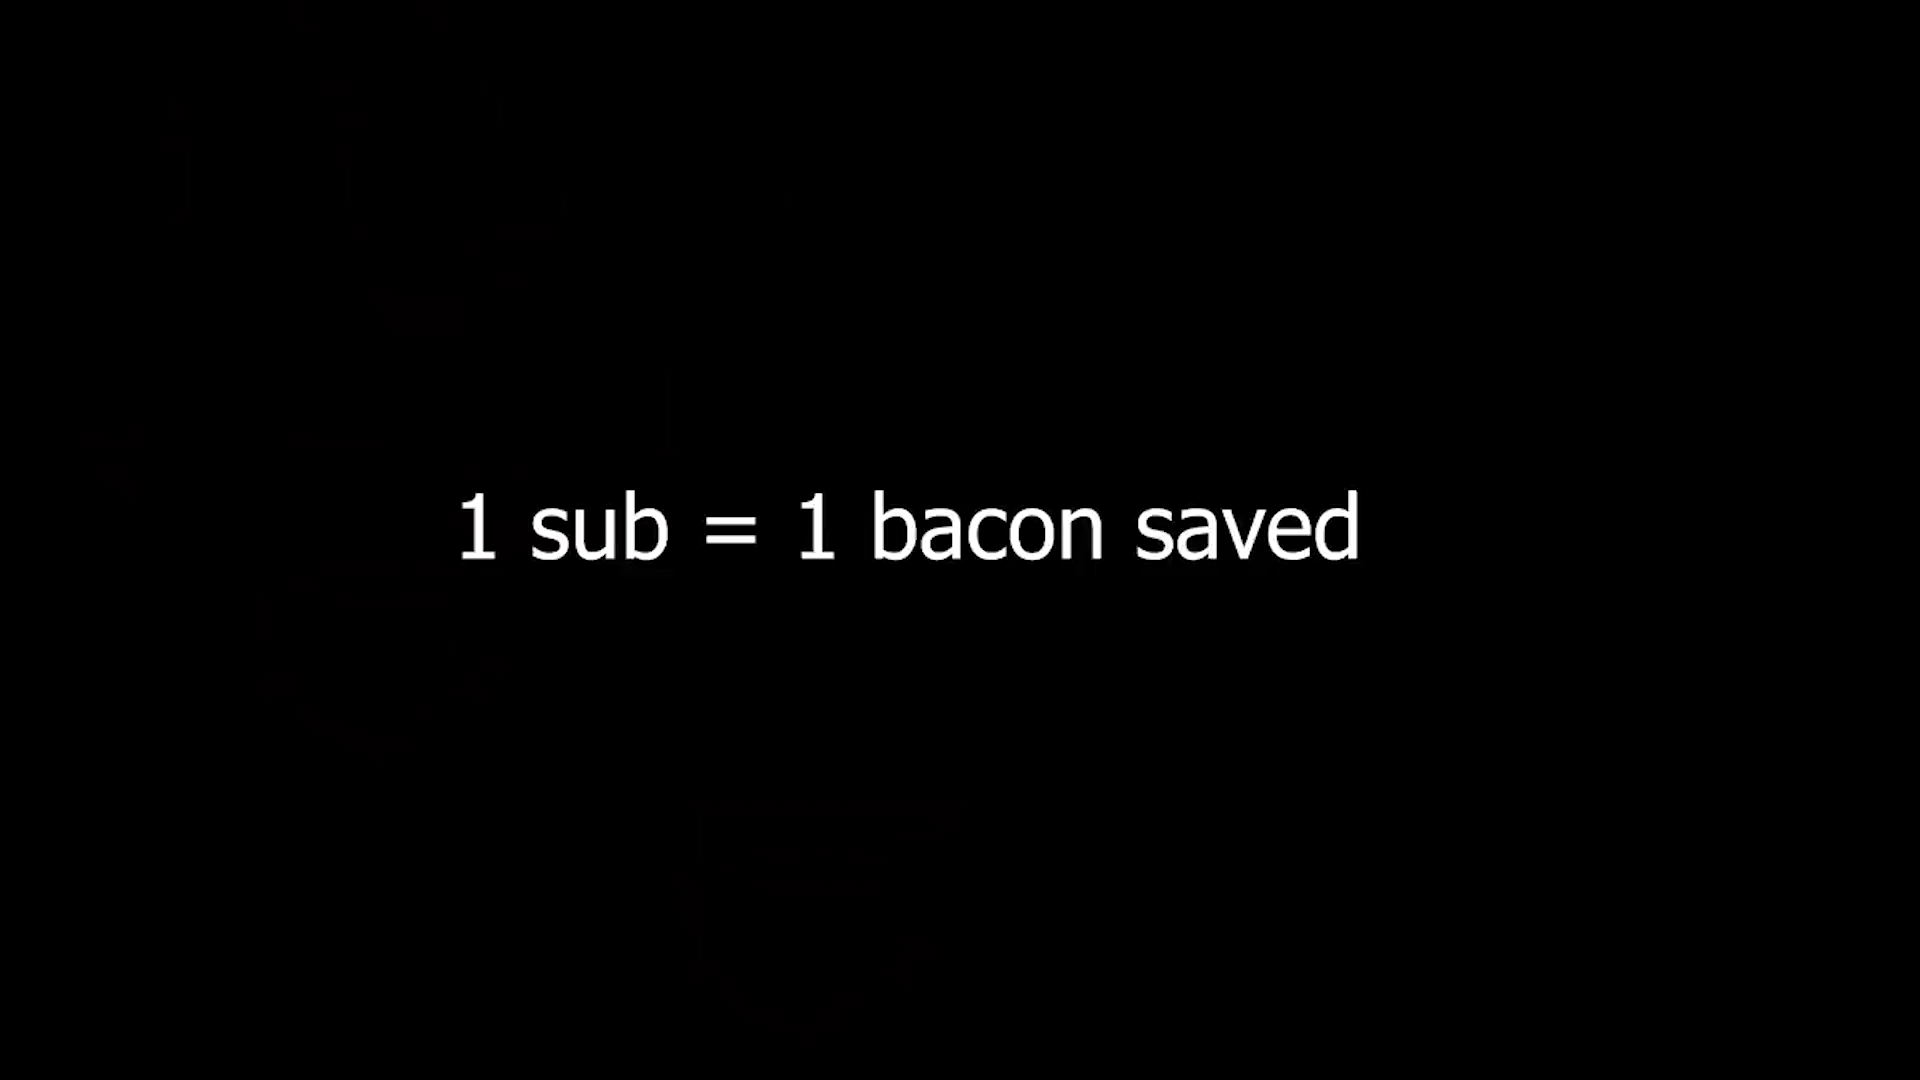 1 sub = 1 bacon saved